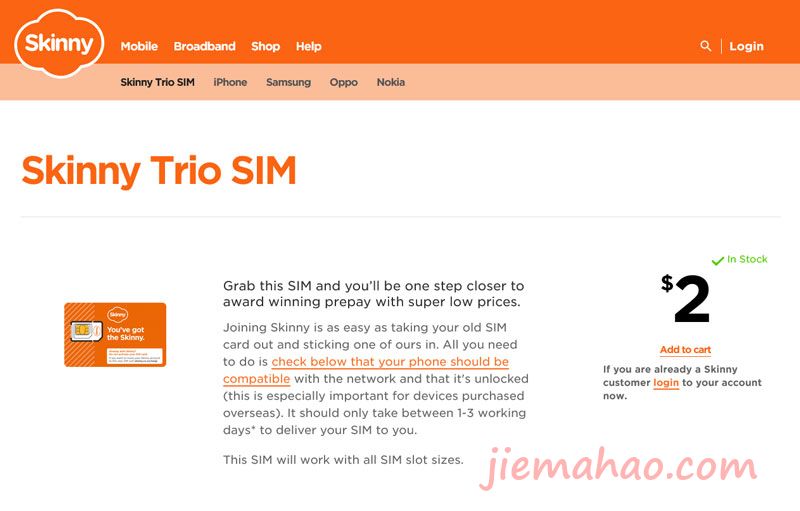 Skinny
Mobile Broadband Shop Help
Login
Skinny Trio SIM iPhone Samsung Oppo Nokia
Skinny Trio SIM
In Stock
$2
Add to cart
If you are already a Skinny
customer login to your account
now.
Skinny
You've got
the Skinny.
Grab this SIM and you'll be one step closer to
award winning prepay with super low prices.
Joining Skinny is as easy as taking your old SIM
card out and sticking one of ours in. All you need
to do is check below that your phone should be
compatible with the network and that it's unlocked
(this is especially important for devices purchased
overseas). It should only take between 1-3 working
days* to deliver your SIM to you.
This SIM will work with all SIM slot sizes.
jiemahao.com